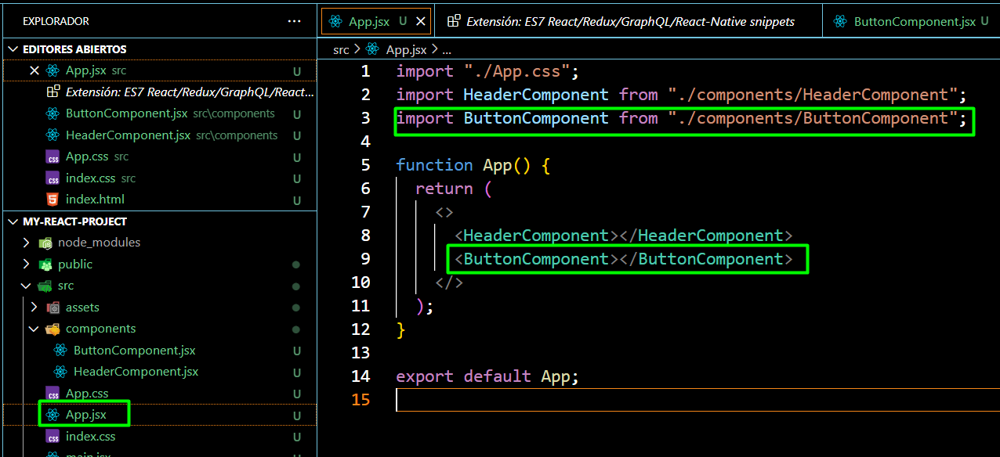 EXPLORADOR ...
EDITORES ABIERTOS
App.jsx src U
Extensión: ES7 React/Redux/GraphQL/React...
ButtonComponent.jsx src\components U
HeaderComponent.jsx src\components U
App.css src U
index.css src U
index.html U
MY-REACT-PROJECT
node_modules
public
src
assets
components
ButtonComponent.jsx U
HeaderComponent.jsx U
App.css U
App.jsx U
index.css U
main.jsx U
App.jsx U
Extensión: ES7 React/Redux/GraphQL/React-Native snippets
ButtonComponent.jsx U
src > App.jsx > ...
1 import "./App.css";
2 import HeaderComponent from "./components/HeaderComponent";
3 import ButtonComponent from "./components/ButtonComponent";
4
5 function App() {
6 return (
7 <>
8 <HeaderComponent></HeaderComponent>
9 <ButtonComponent></ButtonComponent>
10 </>
11 );
12 }
13
14 export default App;
15